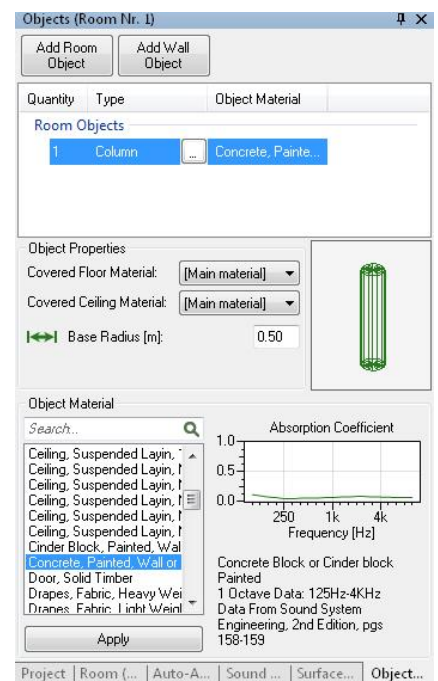 Objects (Room Nr. 1)
Add Room Object
Add Wall Object
Quantity Type Object Material
Room Objects
1 Column ... Concrete, Painte...
Object Properties
Covered Floor Material: [Main material]
Covered Ceiling Material: [Main material]
Base Radius [m]: 0.50
Object Material
Search...
Ceiling, Suspended Layin,
Ceiling, Suspended Layin,
Ceiling, Suspended Layin,
Ceiling, Suspended Layin,
Ceiling, Suspended Layin,
Ceiling, Suspended Layin,
Cinder Block, Painted, Wal
Concrete, Painted, Wall or
Door, Solid Timber
Drapes, Fabric, Heavy Wei
Drapes, Fabric, Light Weigl
Apply
Absorption Coefficient
1.0
0.5
0.0
250 1k 4k
Frequency [Hz]
Concrete Block or Cinder block
Painted
1 Octave Data: 125Hz-4KHz
Data From Sound System
Engineering, 2nd Edition, pgs
158-159
Project Room (... Auto-A... Sound ... Surface... Object...